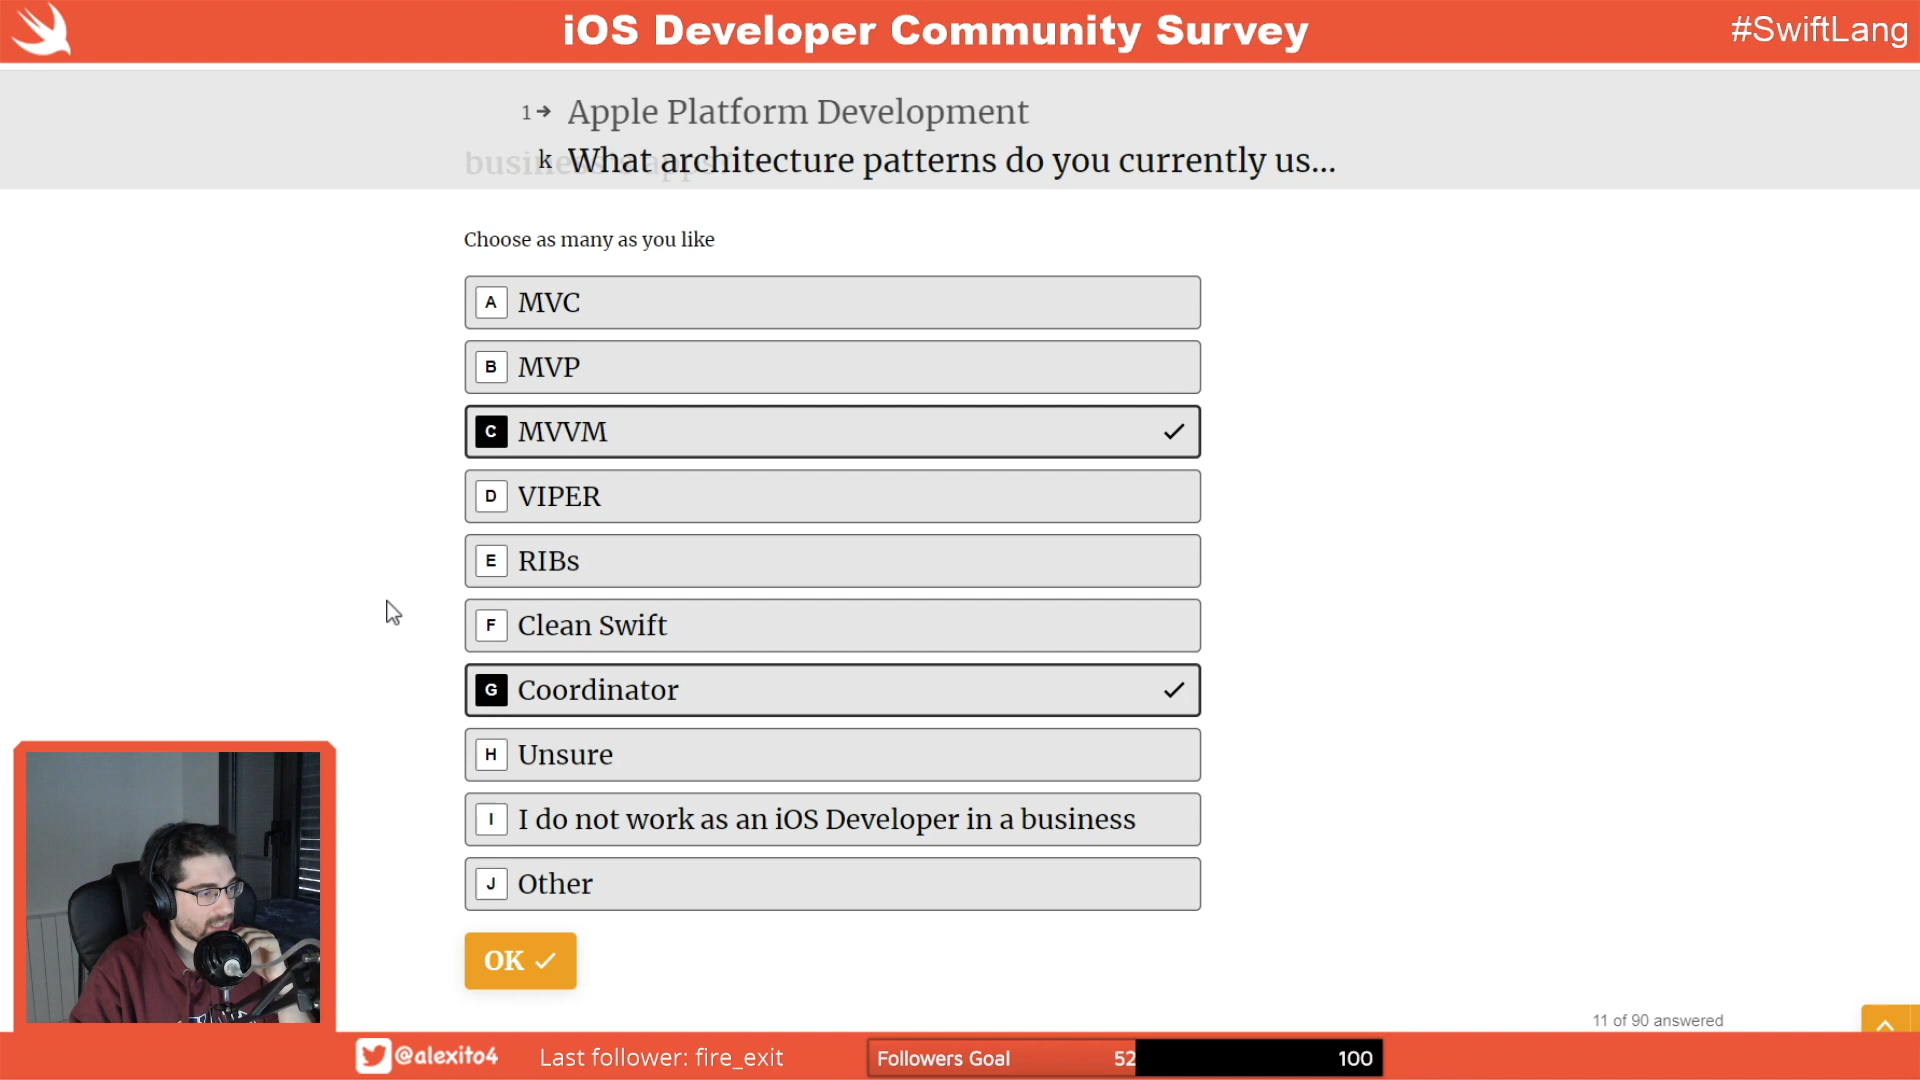 iOS Developer Community Survey
#SwiftLang
1 Apple Platform Development
business's apps?
k What architecture patterns do you currently us...
Choose as many as you like
A MVC
B MVP
C MVVM
D VIPER
E RIBs
F Clean Swift
G Coordinator
H Unsure
I I do not work as an iOS Developer in a business
J Other
OK
11 of 90 answered
@alexito4
Last follower: fire_exit
Followers Goal 52 100